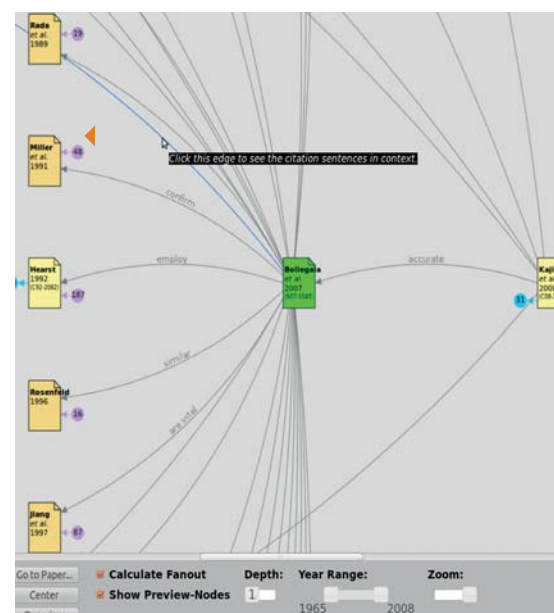 Rada
et al.
1989
19
Miller
et al.
1991
48
Click this edge to see the citation sentences in context.
confirm
employ
accurate
Hearst
1992
(C92-2082)
187
Bollegala
et al.
2007
31
similar
Rosenfeld
1996
16
are vital
Jiang
et al.
1997
87
Go to Paper...
Calculate Fanout
Depth:
Year Range:
Zoom:
Center
Show Preview-Nodes
1
1965
2008